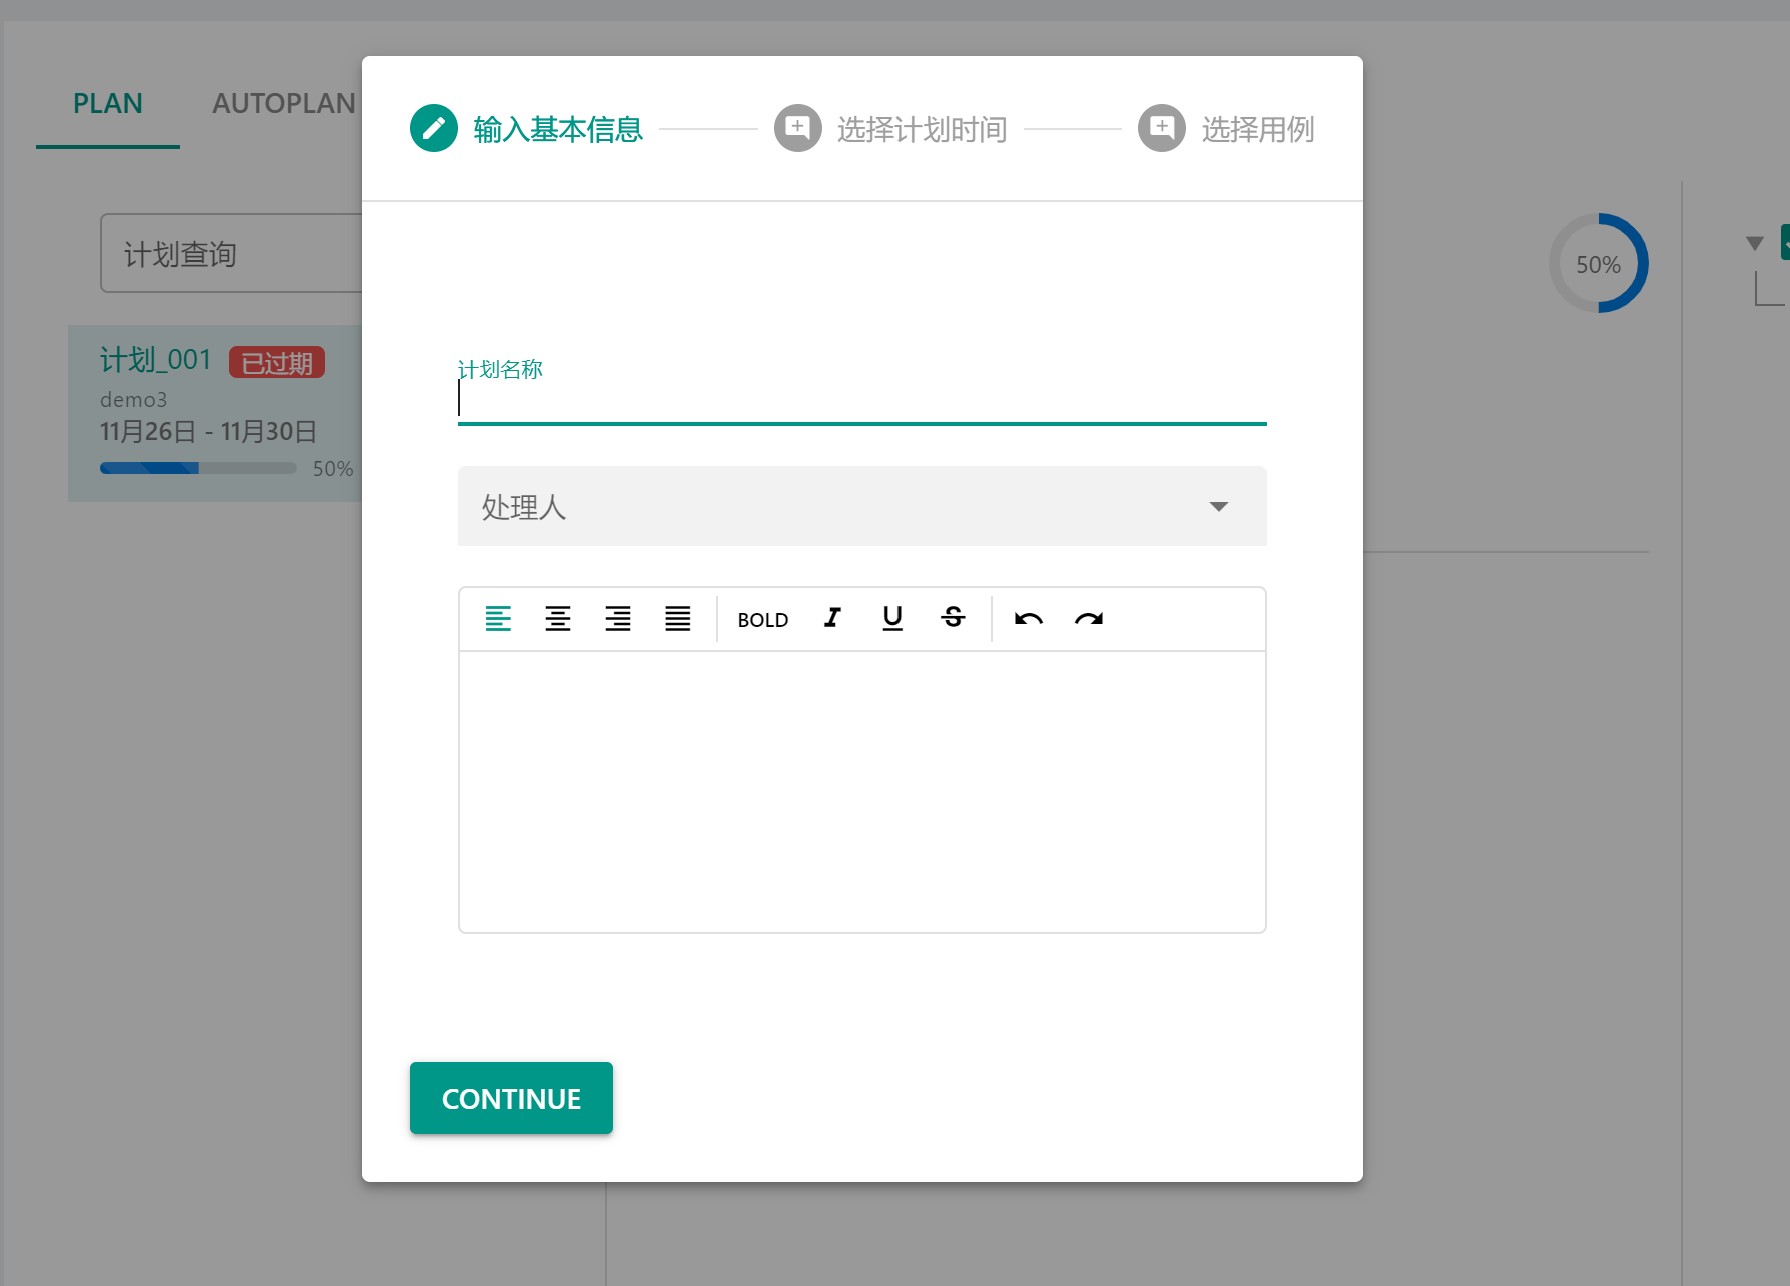 PLAN
AUTOPLAN
计划查询
计划_001 已过期
demo3
11月26日 - 11月30日
50%
输入基本信息
选择计划时间
选择用例
计划名称
处理人
BOLD
CONTINUE
50%